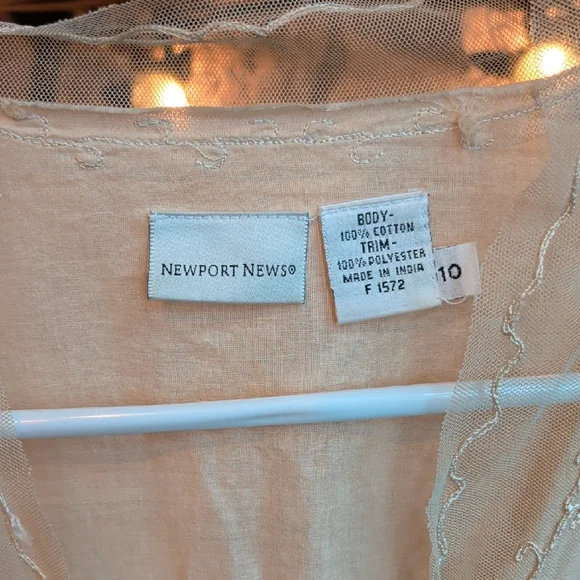 NEWPORT NEWS®
BODY-
100% COTTON
TRIM-
100% POLYESTER
MADE IN INDIA
F 1572
10